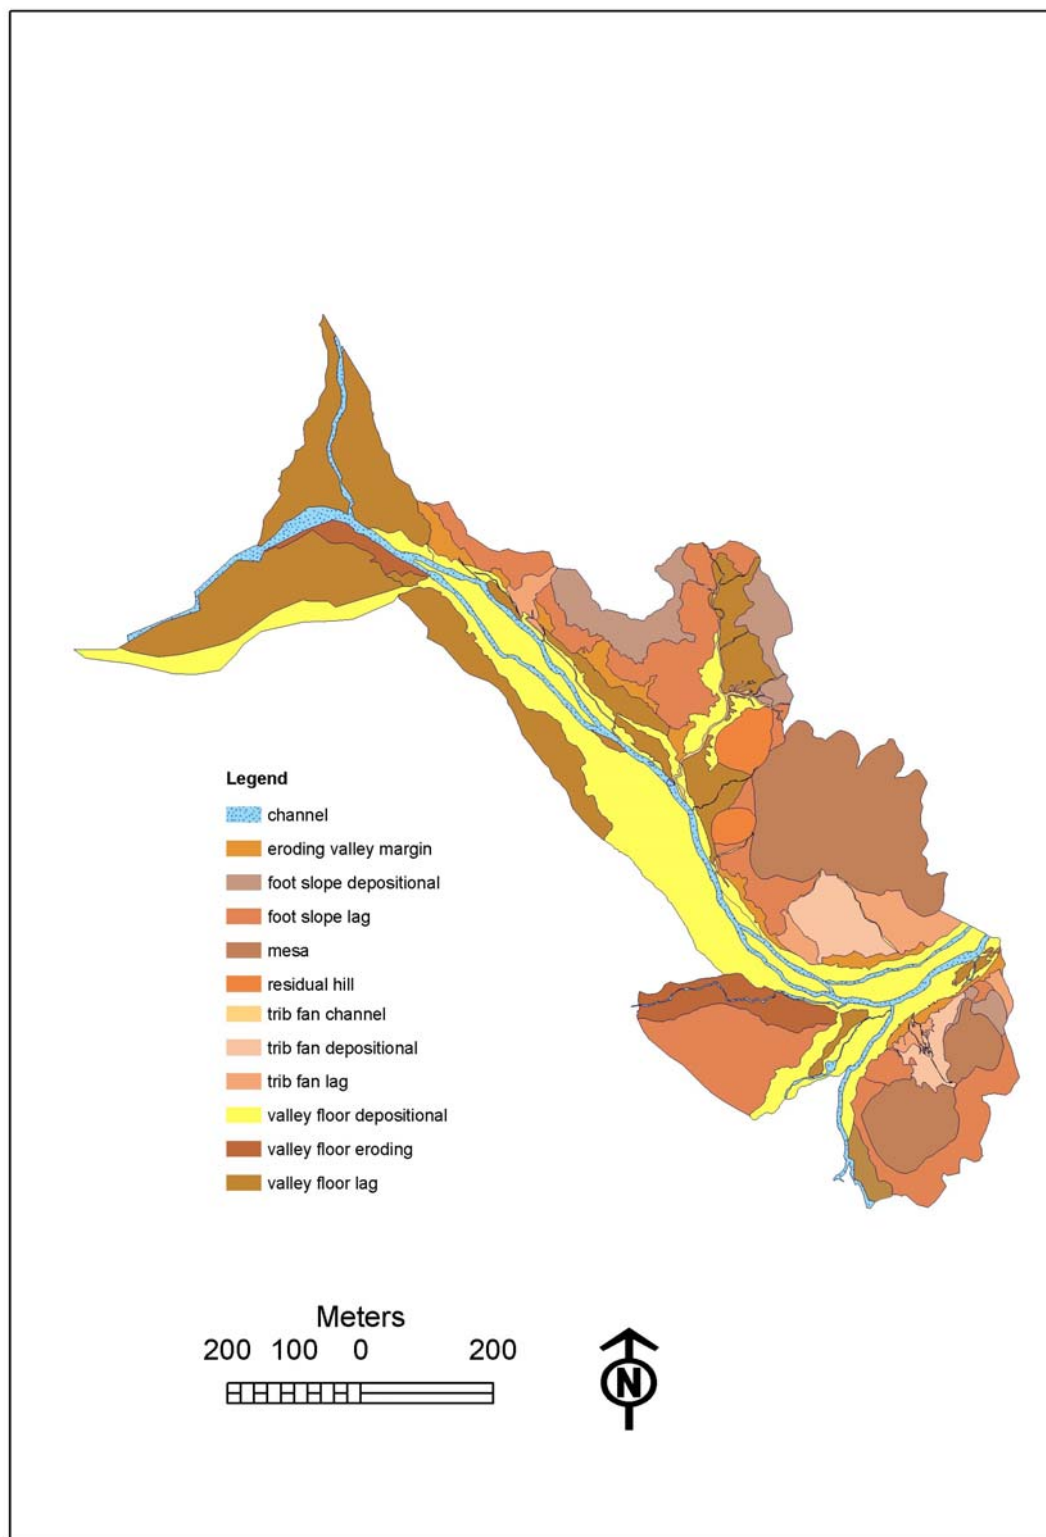 Legend
channel
eroding valley margin
foot slope depositional
foot slope lag
mesa
residual hill
trib fan channel
trib fan depositional
trib fan lag
valley floor depositional
valley floor eroding
valley floor lag
Meters
200 100 0 200
N